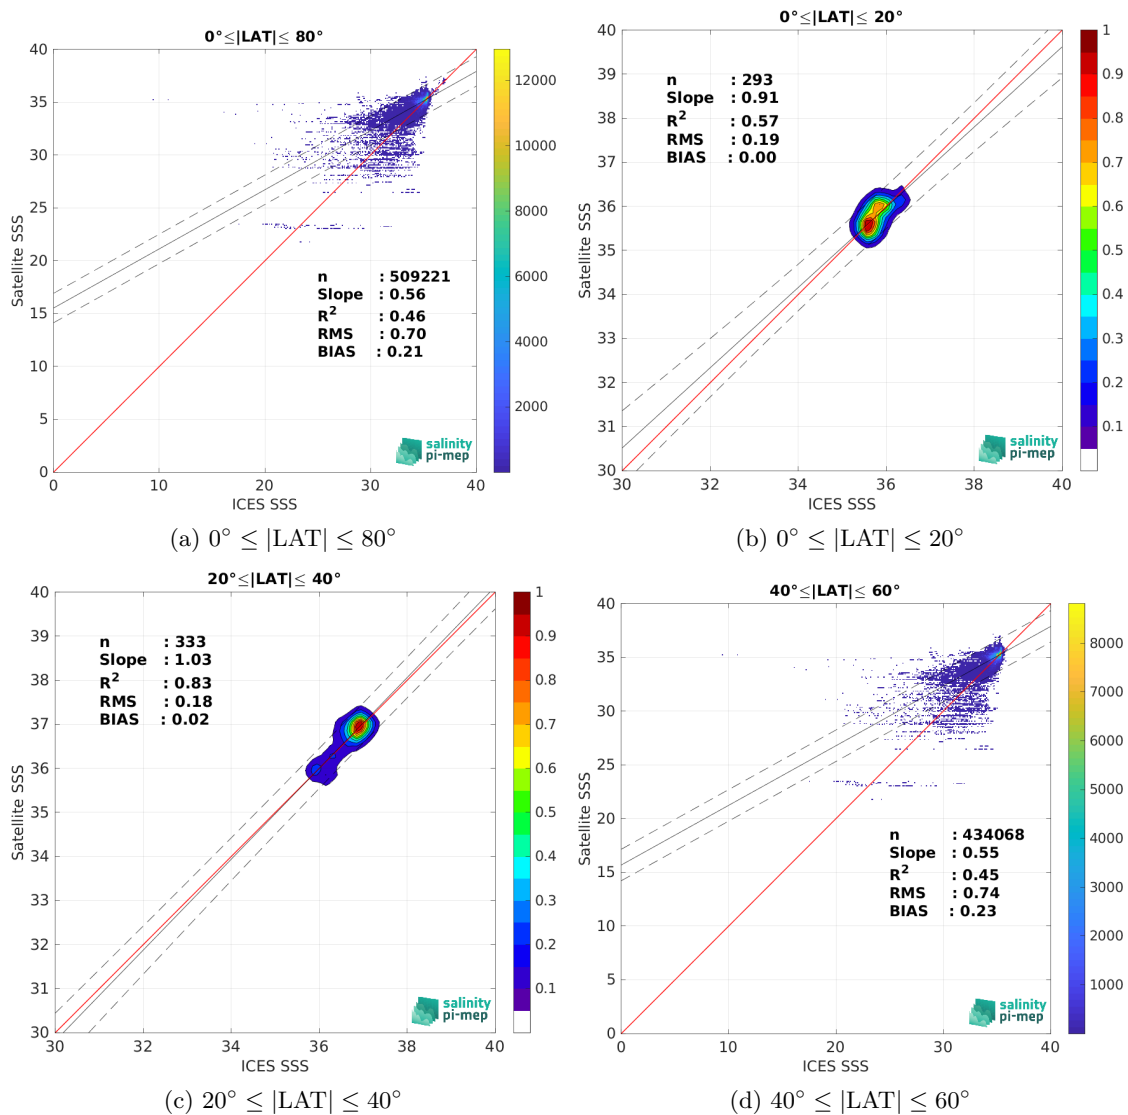 0°≤|LAT|≤ 80°
40
35
30
25
20
15
10
5
0
0
10
20
30
40
Satellite SSS
ICES SSS
n : 509221
Slope : 0.56
R² : 0.46
RMS : 0.70
BIAS : 0.21
12000
10000
8000
6000
4000
2000
salinity
pi-mep
(a) 0° ≤ |LAT| ≤ 80°
0°≤|LAT|≤ 20°
40
39
38
37
36
35
34
33
32
31
30
30
32
34
36
38
40
Satellite SSS
ICES SSS
n : 293
Slope : 0.91
R² : 0.57
RMS : 0.19
BIAS : 0.00
1
0.9
0.8
0.7
0.6
0.5
0.4
0.3
0.2
0.1
salinity
pi-mep
(b) 0° ≤ |LAT| ≤ 20°
20°≤|LAT|≤ 40°
40
39
38
37
36
35
34
33
32
31
30
30
32
34
36
38
40
Satellite SSS
ICES SSS
n : 333
Slope : 1.03
R² : 0.83
RMS : 0.18
BIAS : 0.02
1
0.9
0.8
0.7
0.6
0.5
0.4
0.3
0.2
0.1
salinity
pi-mep
(c) 20° ≤ |LAT| ≤ 40°
40°≤|LAT|≤ 60°
40
35
30
25
20
15
10
5
0
0
10
20
30
40
Satellite SSS
ICES SSS
n : 434068
Slope : 0.55
R² : 0.45
RMS : 0.74
BIAS : 0.23
8000
7000
6000
5000
4000
3000
2000
1000
salinity
pi-mep
(d) 40° ≤ |LAT| ≤ 60°